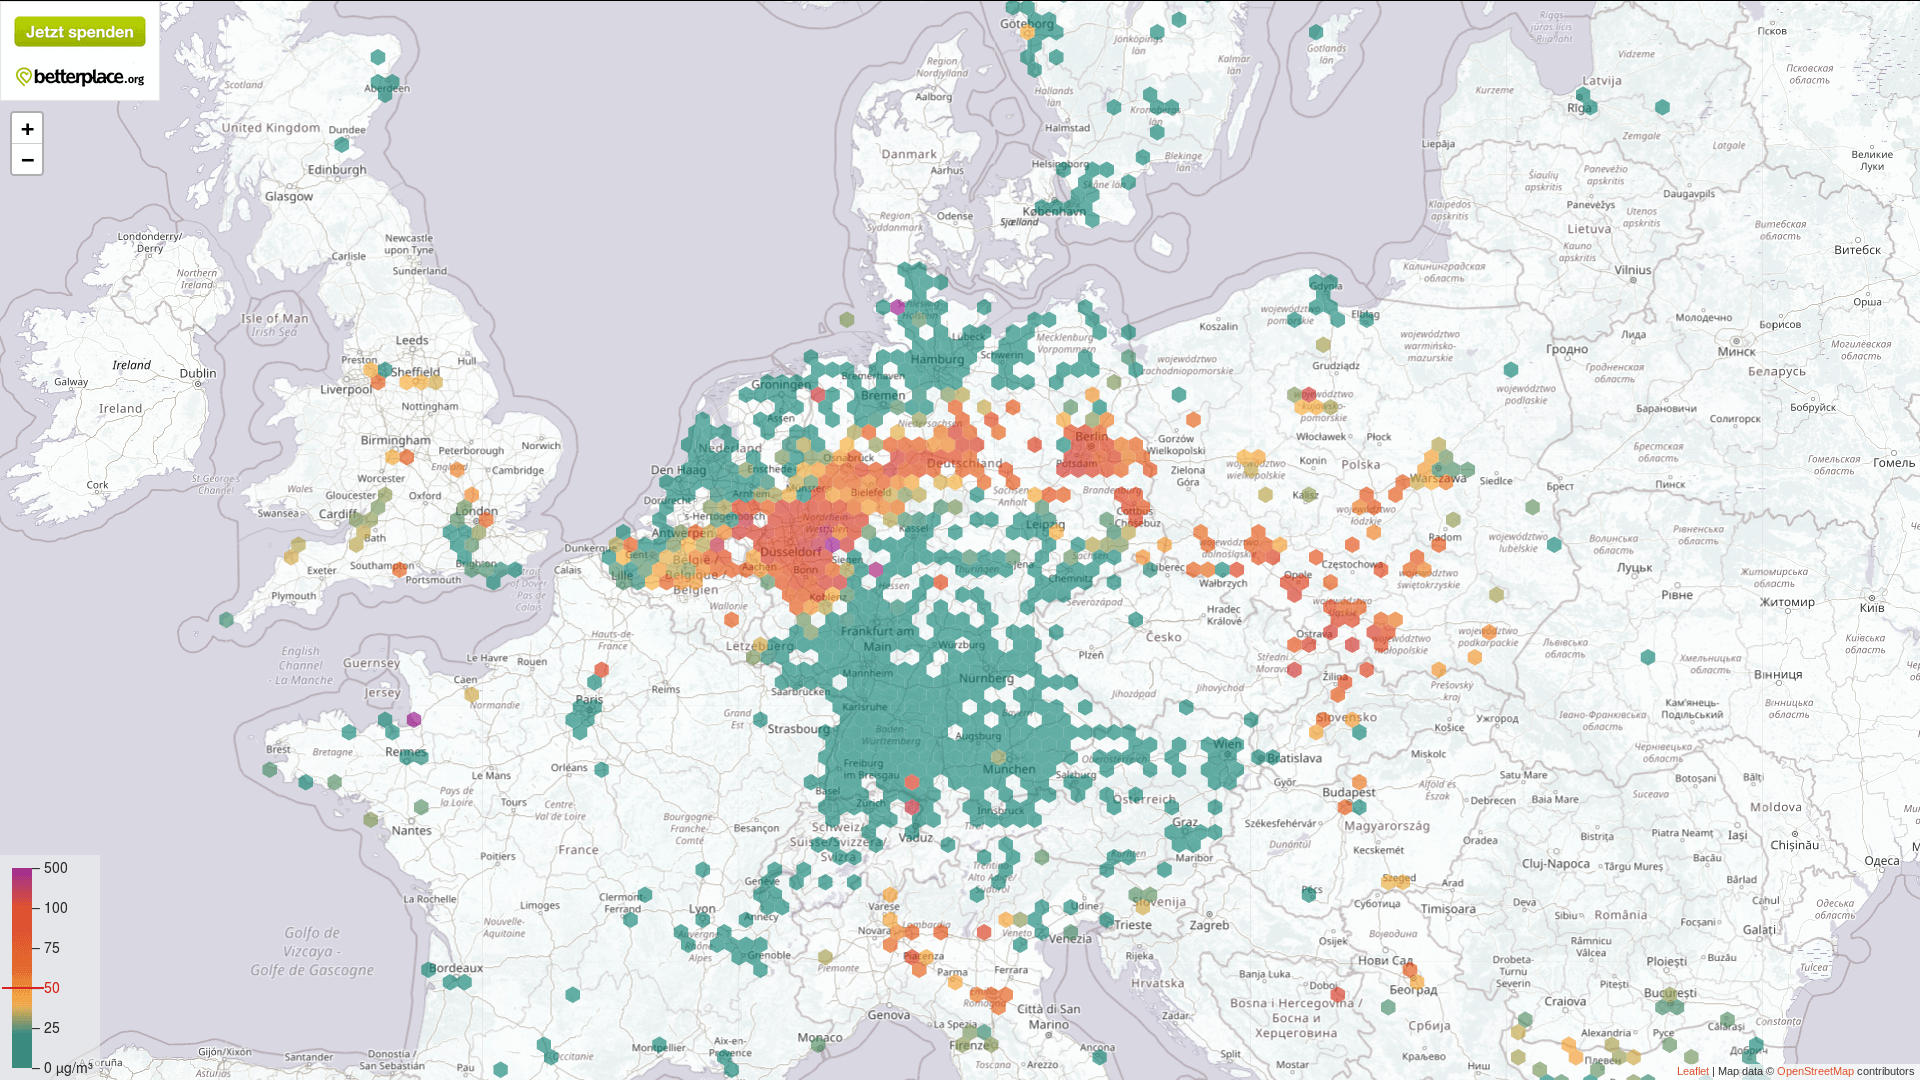 Jetzt spenden
betterplace.org
+
−
Scotland
Aberdeen
United Kingdom
Dundee
Edinburgh
Glasgow
Londonderry/
Derry
Northern
Ireland
Newcastle
upon Tyne
Carlisle
Sunderland
Isle of Man
Irish Sea
Leeds
Preston
Hull
Ireland
Dublin
Galway
Liverpool
Sheffield
Ireland
Nottingham
Birmingham
Peterborough
Norwich
England
Cambridge
Worcester
Cork
St Georges
Channel
Wales
Gloucester
Oxford
Swansea
Cardiff
London
Bath
Southampton
Exeter
Portsmouth
Brighton
Plymouth
Dunkerque
Calais
Pas de
Calais
Lille
English
Channel
- La Manche
Guernsey
Jersey
Le Havre
Rouen
Hauts-de-
France
Caen
Normandie
Paris
Reims
Grand
Est
Brest
Bretagne
Rennes
Le Mans
Orléans
Pays de
la Loire
Tours
Centre-
Val de Loire
Nantes
Bourgogne
Franche
Comté
Besançon
Poitiers
France
La Rochelle
Limoges
Clermont
Ferrand
Lyon
Genève
Annecy
Nouvelle-
Aquitaine
Auvergne
Rhônes
Alpes
Grenoble
Golfo de
Vizcaya -
Golfe de Gascogne
Bordeaux
Occitanie
Montpellier
Aix-en-
Provence
Monaco
A Coruña
Gijón/Xixón
Asturias
Santander
Donostia /
San Sebastián
Pau
Göteborg
Jönköpings
län
Kalmar
län
Gotlands
län
Region
Nordjylland
Aalborg
Hallands
län
Kronobergs
län
Halmstad
Danmark
Aarhus
Helsingborg
Blekinge
län
Skåne län
København
Region
Syddanmark
Odense
Sjælland
Schleswig-
Holstein
Lübeck
Hamburg
Schwerin
Mecklenburg
Vorpommern
Groningen
Bremerhaven
Bremen
Assen
Niedersachsen
Nederland
Den Haag
Enschede
Osnabrück
Deutschland
Berlin
Potsdam
Dordrecht
Arnhem
Münster
Bielefeld
Sachsen-
Anhalt
Brandenburg
's-Hertogenbosch
Nordrhein-
Westfalen
Kassel
Leipzig
Cottbus
- Chóśebuz
Antwerpen
Gent
Düsseldorf
Siegen
België /
Belgique /
Belgien
Aachen
Bonn
Hessen
Thüringen
Jena
Sachsen
Chemnitz
Wallonie
Koblenz
Severozápad
Letzebuerg
Frankfurt am
Main
Würzburg
Saarbrücken
Mannheim
Nürnberg
Karlsruhe
Bayern
Strasbourg
Baden-
Württemberg
Augsburg
Freiburg
im Breisgau
München
Salzburg
Oberösterreich
Basel
Zürich
Innsbruck
Tirol
Österreich
Schweiz/
Suisse/Svizzera/
Svizra
Vaduz
Graz
Kärnten
Maribor
Trentino
Alto Adige/
Südtirol
Udine
Slovenija
Varese
Lombardia
Novara
Veneto
Venezia
Trieste
Zagreb
Piemonte
Piacenza
Parma
Ferrara
Rijeka
Emilia-
Romagna
Genova
La Spezia
Città di San
Marino
Firenze
Arezzo
Ancona
Toscana
Hrvatska
Zadar
Split
Banja Luka
Doboj
Bosna i Hercegovina /
Босна и
Херцеговина
Mostar
Koszalin
Gdynia
województwo
pomorskie
Elbląg
województwo
zachodniopomorskie
województwo
warmińsko-
mazurskie
Grudziądz
województwo
kujawsko-
pomorskie
województwo
podlaskie
Gorzów
Wielkopolski
Włocławek
Płock
Zielona
Góra
województwo
wielkopolskie
Konin
Polska
Warszawa
Siedlce
Kalisz
województwo
łódzkie
Radom
województwo
lubelskie
województwo
dolnośląskie
Liberec
Wałbrzych
Opole
Częstochowa
województwo
świętokrzyskie
Hradec
Králové
województwo
śląskie
Česko
Plzeň
Ostrava
województwo
małopolskie
województwo
podkarpackie
Střední
Morava
Jihozápad
Jihovýchod
Žilina
Prešovský
kraj
Slovensko
Košice
Wien
Bratislava
Miskolc
Győr
Budapest
Székesfehérvár
Magyarország
Dunántúl
Kecskemét
Debrecen
Alföld és
Észak
Pécs
Szeged
Суботица
Osijek
Нови Сад
Војводина
Београд
Србија
Краљево
Ниш
Rīgas
jūras līcis
Псков
Vidzeme
Псковская
область
Kurzeme
Latvija
Rīga
Zemgale
Latgale
Великие
Луки
Liepāja
Šiaulių
apskritis
Panevėžio
apskritis
Daugavpils
Klaipėdos
apskritis
Panevėžys
Utenos
apskritis
Lietuva
Kauno
apskritis
Vilnius
Витебская
область
Витебск
Калининградская
область
Орша
Лида
Молодечно
Борисов
Гродно
Минск
Могилёвская
область
Гродненская
область
Беларусь
Барановичи
Бобруйск
Солигорск
Брестская
область
Гомель
Гомельская
область
Пинск
Брест
Рівненська
область
Волинська
область
Луцьк
Житомирська
область
Рівне
Житомир
Київ
Львівська
область
Київська
область
Хмельницька
область
Вінниця
Тернопільська
Івано-Франківська
область
Кам'янець-
Подільський
Вінницька
область
Ужгород
Чернівецька
область
Satu Mare
Botoșani
Bălți
Baia Mare
Suceava
Moldova
Oradea
Bistrița
Piatra Neamț
Iași
Chișinău
Cluj-Napoca
Târgu Mureș
Bacău
Одеса
Arad
Bârlad
Timișoara
Deva
Sibiu
România
Cahul
Одеська
область
Focșani
Râmnicu
Vâlcea
Galați
Drobeta-
Turnu
Severin
Ploiești
Buzău
Tulcea
Pitești
București
Craiova
Călărași
Constanța
Alexandria
Русе
Плевен
Добрич
500
100
75
50
25
0 µg/m³
Leaflet | Map data © OpenStreetMap contributors